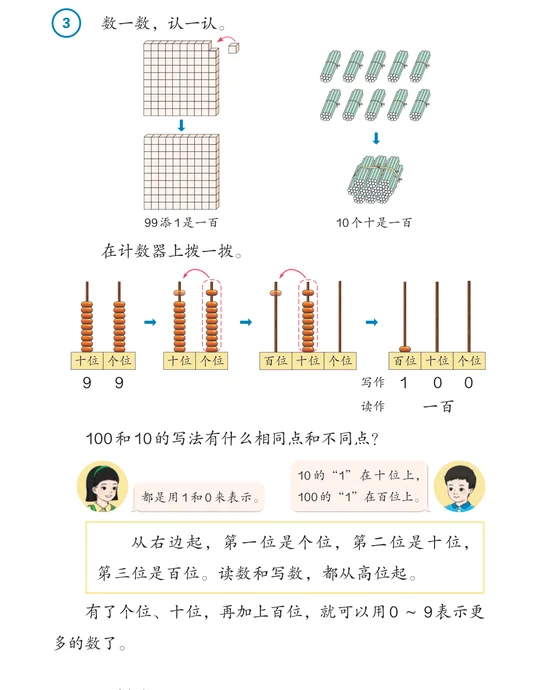 3 数一数，认一认。
99添1是一百 10个十是一百
在计数器上拨一拨。
十位 个位 十位 个位 百位 十位 个位 百位 十位 个位
9 9 写作 1 0 0
读作 一百
100和10的写法有什么相同点和不同点？
都是用1和0来表示。
10的“1”在十位上，
100的“1”在百位上。
从右边起，第一位是个位，第二位是十位，
第三位是百位。读数和写数，都从高位起。
有了个位、十位，再加上百位，就可以用0～9表示更
多的数了。